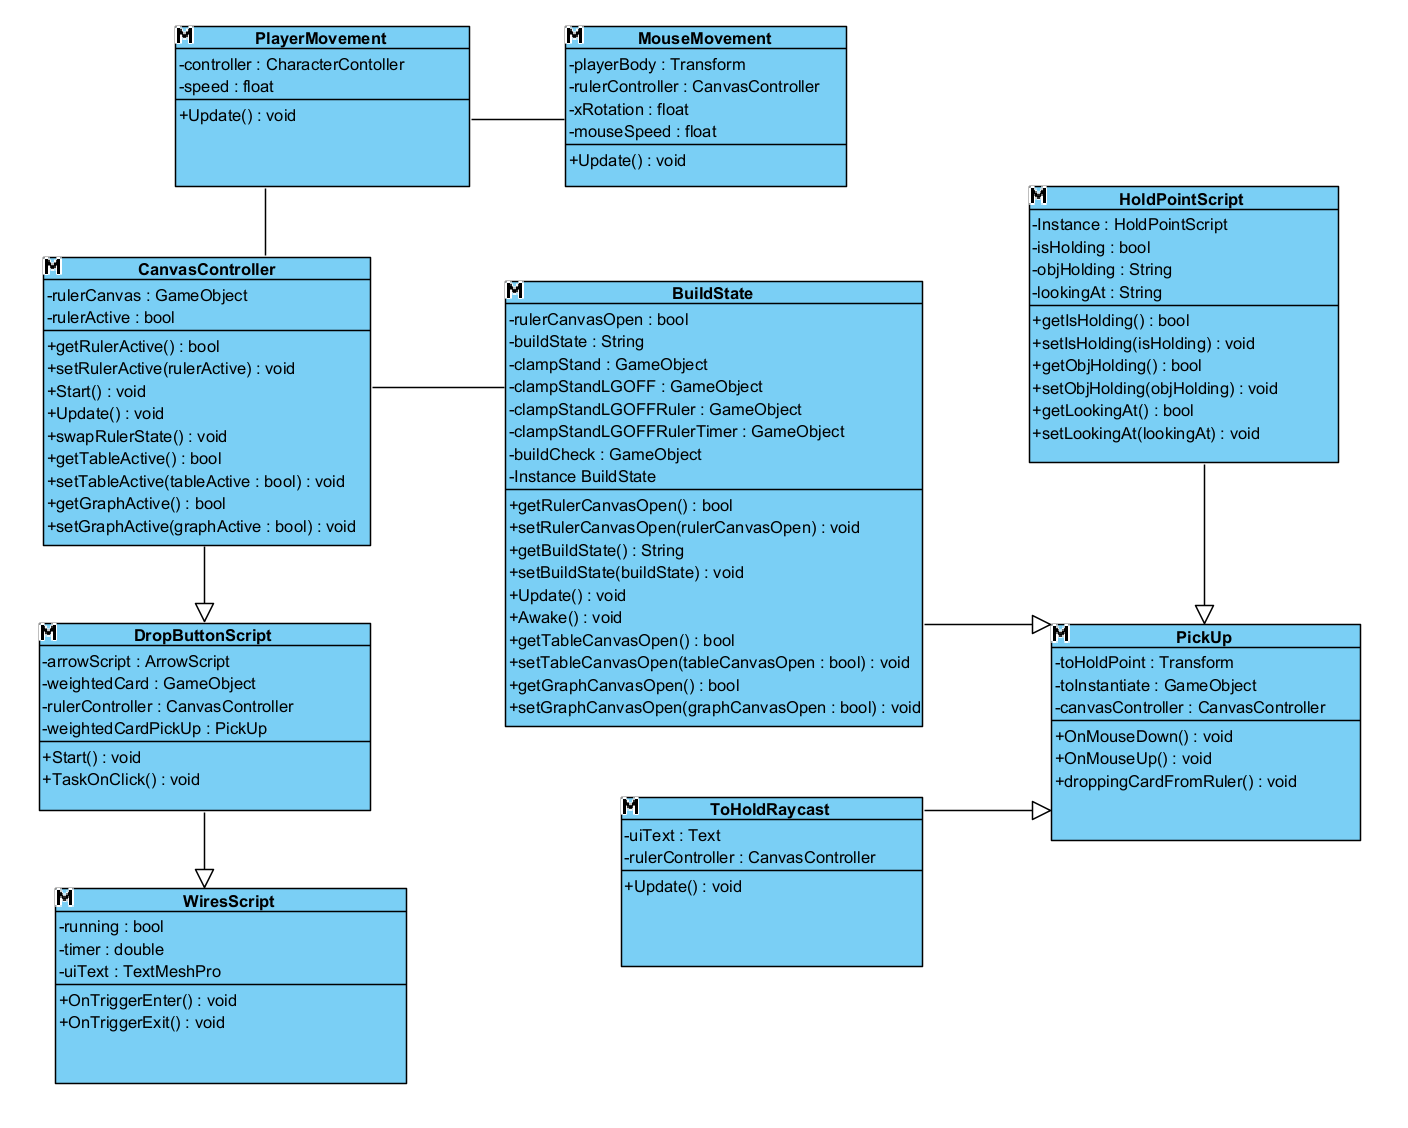 PlayerMovement
-controller : CharacterContoller
-speed : float
+Update() : void
MouseMovement
-playerBody : Transform
-rulerController : CanvasController
-xRotation : float
-mouseSpeed : float
+Update() : void
HoldPointScript
-Instance : HoldPointScript
-isHolding : bool
-objHolding : String
-lookingAt : String
+getIsHolding() : bool
+setIsHolding(isHolding) : void
+getObjHolding() : bool
+setObjHolding(objHolding) : void
+getLookingAt() : bool
+setLookingAt(lookingAt) : void
CanvasController
-rulerCanvas : GameObject
-rulerActive : bool
+getRulerActive() : bool
+setRulerActive(rulerActive) : void
+Start() : void
+Update() : void
+swapRulerState() : void
+getTableActive() : bool
+setTableActive(tableActive : bool) : void
+getGraphActive() : bool
+setGraphActive(graphActive : bool) : void
BuildState
-rulerCanvasOpen : bool
-buildState : String
-clampStand : GameObject
-clampStandLGOFF : GameObject
-clampStandLGOFFRuler : GameObject
-clampStandLGOFFRulerTimer : GameObject
-buildCheck : GameObject
-Instance BuildState
+getRulerCanvasOpen() : bool
+setRulerCanvasOpen(rulerCanvasOpen) : void
+getBuildState() : String
+setBuildState(buildState) : void
+Update() : void
+Awake() : void
+getTableCanvasOpen() : bool
+setTableCanvasOpen(tableCanvasOpen : bool) : void
+getGraphCanvasOpen() : bool
+setGraphCanvasOpen(graphCanvasOpen : bool) : void
DropButtonScript
-arrowScript : ArrowScript
-weightedCard : GameObject
-rulerController : CanvasController
-weightedCardPickUp : PickUp
+Start() : void
+TaskOnClick() : void
PickUp
-toHoldPoint : Transform
-toInstantiate : GameObject
-canvasController : CanvasController
+OnMouseDown() : void
+OnMouseUp() : void
+droppingCardFromRuler() : void
ToHoldRaycast
-uiText : Text
-rulerController : CanvasController
+Update() : void
WiresScript
-running : bool
-timer : double
-uiText : TextMeshPro
+OnTriggerEnter() : void
+OnTriggerExit() : void